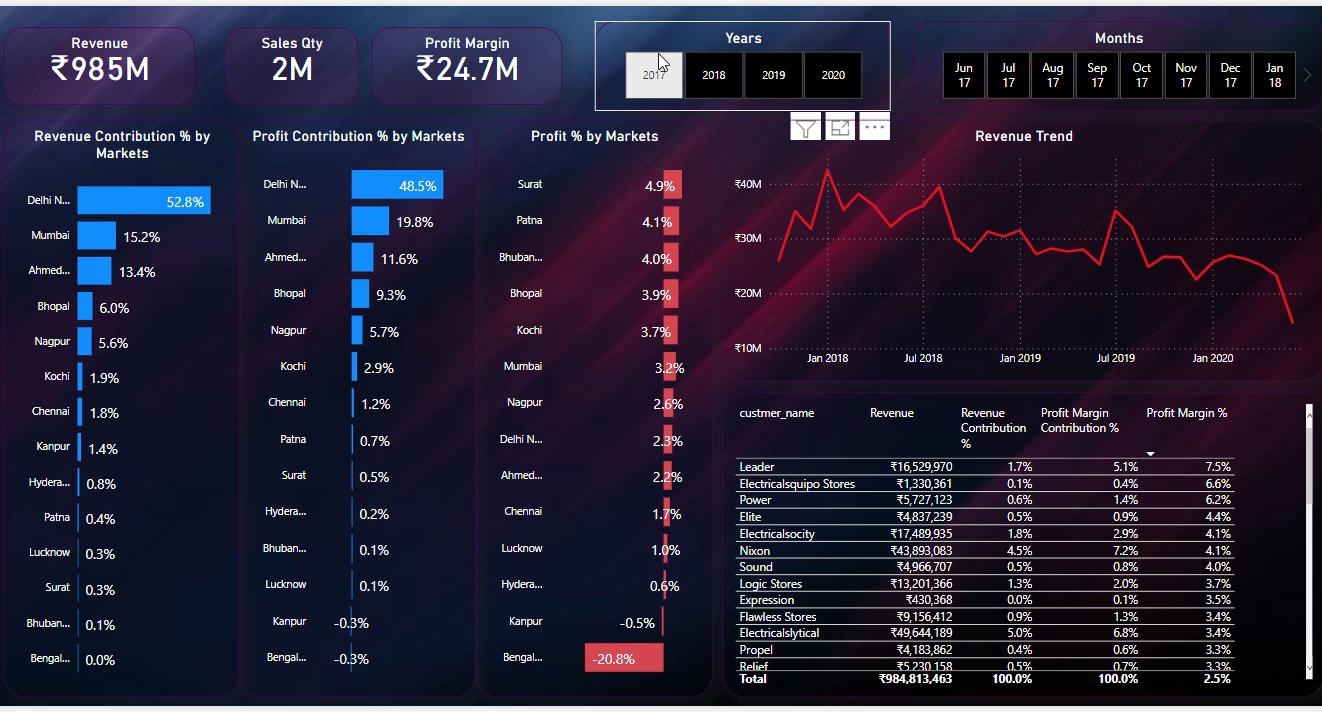 Revenue
₹985M
Sales Qty
2M
Profit Margin
₹24.7M
Years
2017
2018
2019
2020
Months
Jun 17
Jul 17
Aug 17
Sep 17
Oct 17
Nov 17
Dec 17
Jan 18
Revenue Contribution % by
Markets
Delhi N... 52.8%
Mumbai 15.2%
Ahmed... 13.4%
Bhopal 6.0%
Nagpur 5.6%
Kochi 1.9%
Chennai 1.8%
Kanpur 1.4%
Hydera... 0.8%
Patna 0.4%
Lucknow 0.3%
Surat 0.3%
Bhuban... 0.1%
Bengal... 0.0%
Profit Contribution % by Markets
Delhi N... 48.5%
Mumbai 19.8%
Ahmed... 11.6%
Bhopal 9.3%
Nagpur 5.7%
Kochi 2.9%
Chennai 1.2%
Patna 0.7%
Surat 0.5%
Hydera... 0.2%
Bhuban... 0.1%
Lucknow 0.1%
Kanpur -0.3%
Bengal... -0.3%
Profit % by Markets
Surat 4.9%
Patna 4.1%
Bhuban... 4.0%
Bhopal 3.9%
Kochi 3.7%
Mumbai 3.2%
Nagpur 2.6%
Delhi N... 2.3%
Ahmed... 2.2%
Chennai 1.7%
Lucknow 1.0%
Hydera... 0.6%
Kanpur -0.5%
Bengal... -20.8%
Revenue Trend
₹40M
₹30M
₹20M
₹10M
Jan 2018 Jul 2018 Jan 2019 Jul 2019 Jan 2020
custmer_name Revenue Revenue Contribution % Profit Margin Contribution % Profit Margin %
Leader ₹16,529,970 1.7% 5.1% 7.5%
Electricalsquipo Stores ₹1,330,361 0.1% 0.4% 6.6%
Power ₹5,727,123 0.6% 1.4% 6.2%
Elite ₹4,837,239 0.5% 0.9% 4.4%
Electricalsocity ₹17,489,935 1.8% 2.9% 4.1%
Nixon ₹43,893,083 4.5% 7.2% 4.1%
Sound ₹4,966,707 0.5% 0.8% 4.0%
Logic Stores ₹13,201,366 1.3% 2.0% 3.7%
Expression ₹430,368 0.0% 0.1% 3.5%
Flawless Stores ₹9,156,412 0.9% 1.3% 3.4%
Electricalslytical ₹49,644,189 5.0% 6.8% 3.4%
Propel ₹4,183,862 0.4% 0.6% 3.3%
Relief ₹5,230,158 0.5% 0.7% 3.3%
Total ₹984,813,463 100.0% 100.0% 2.5%